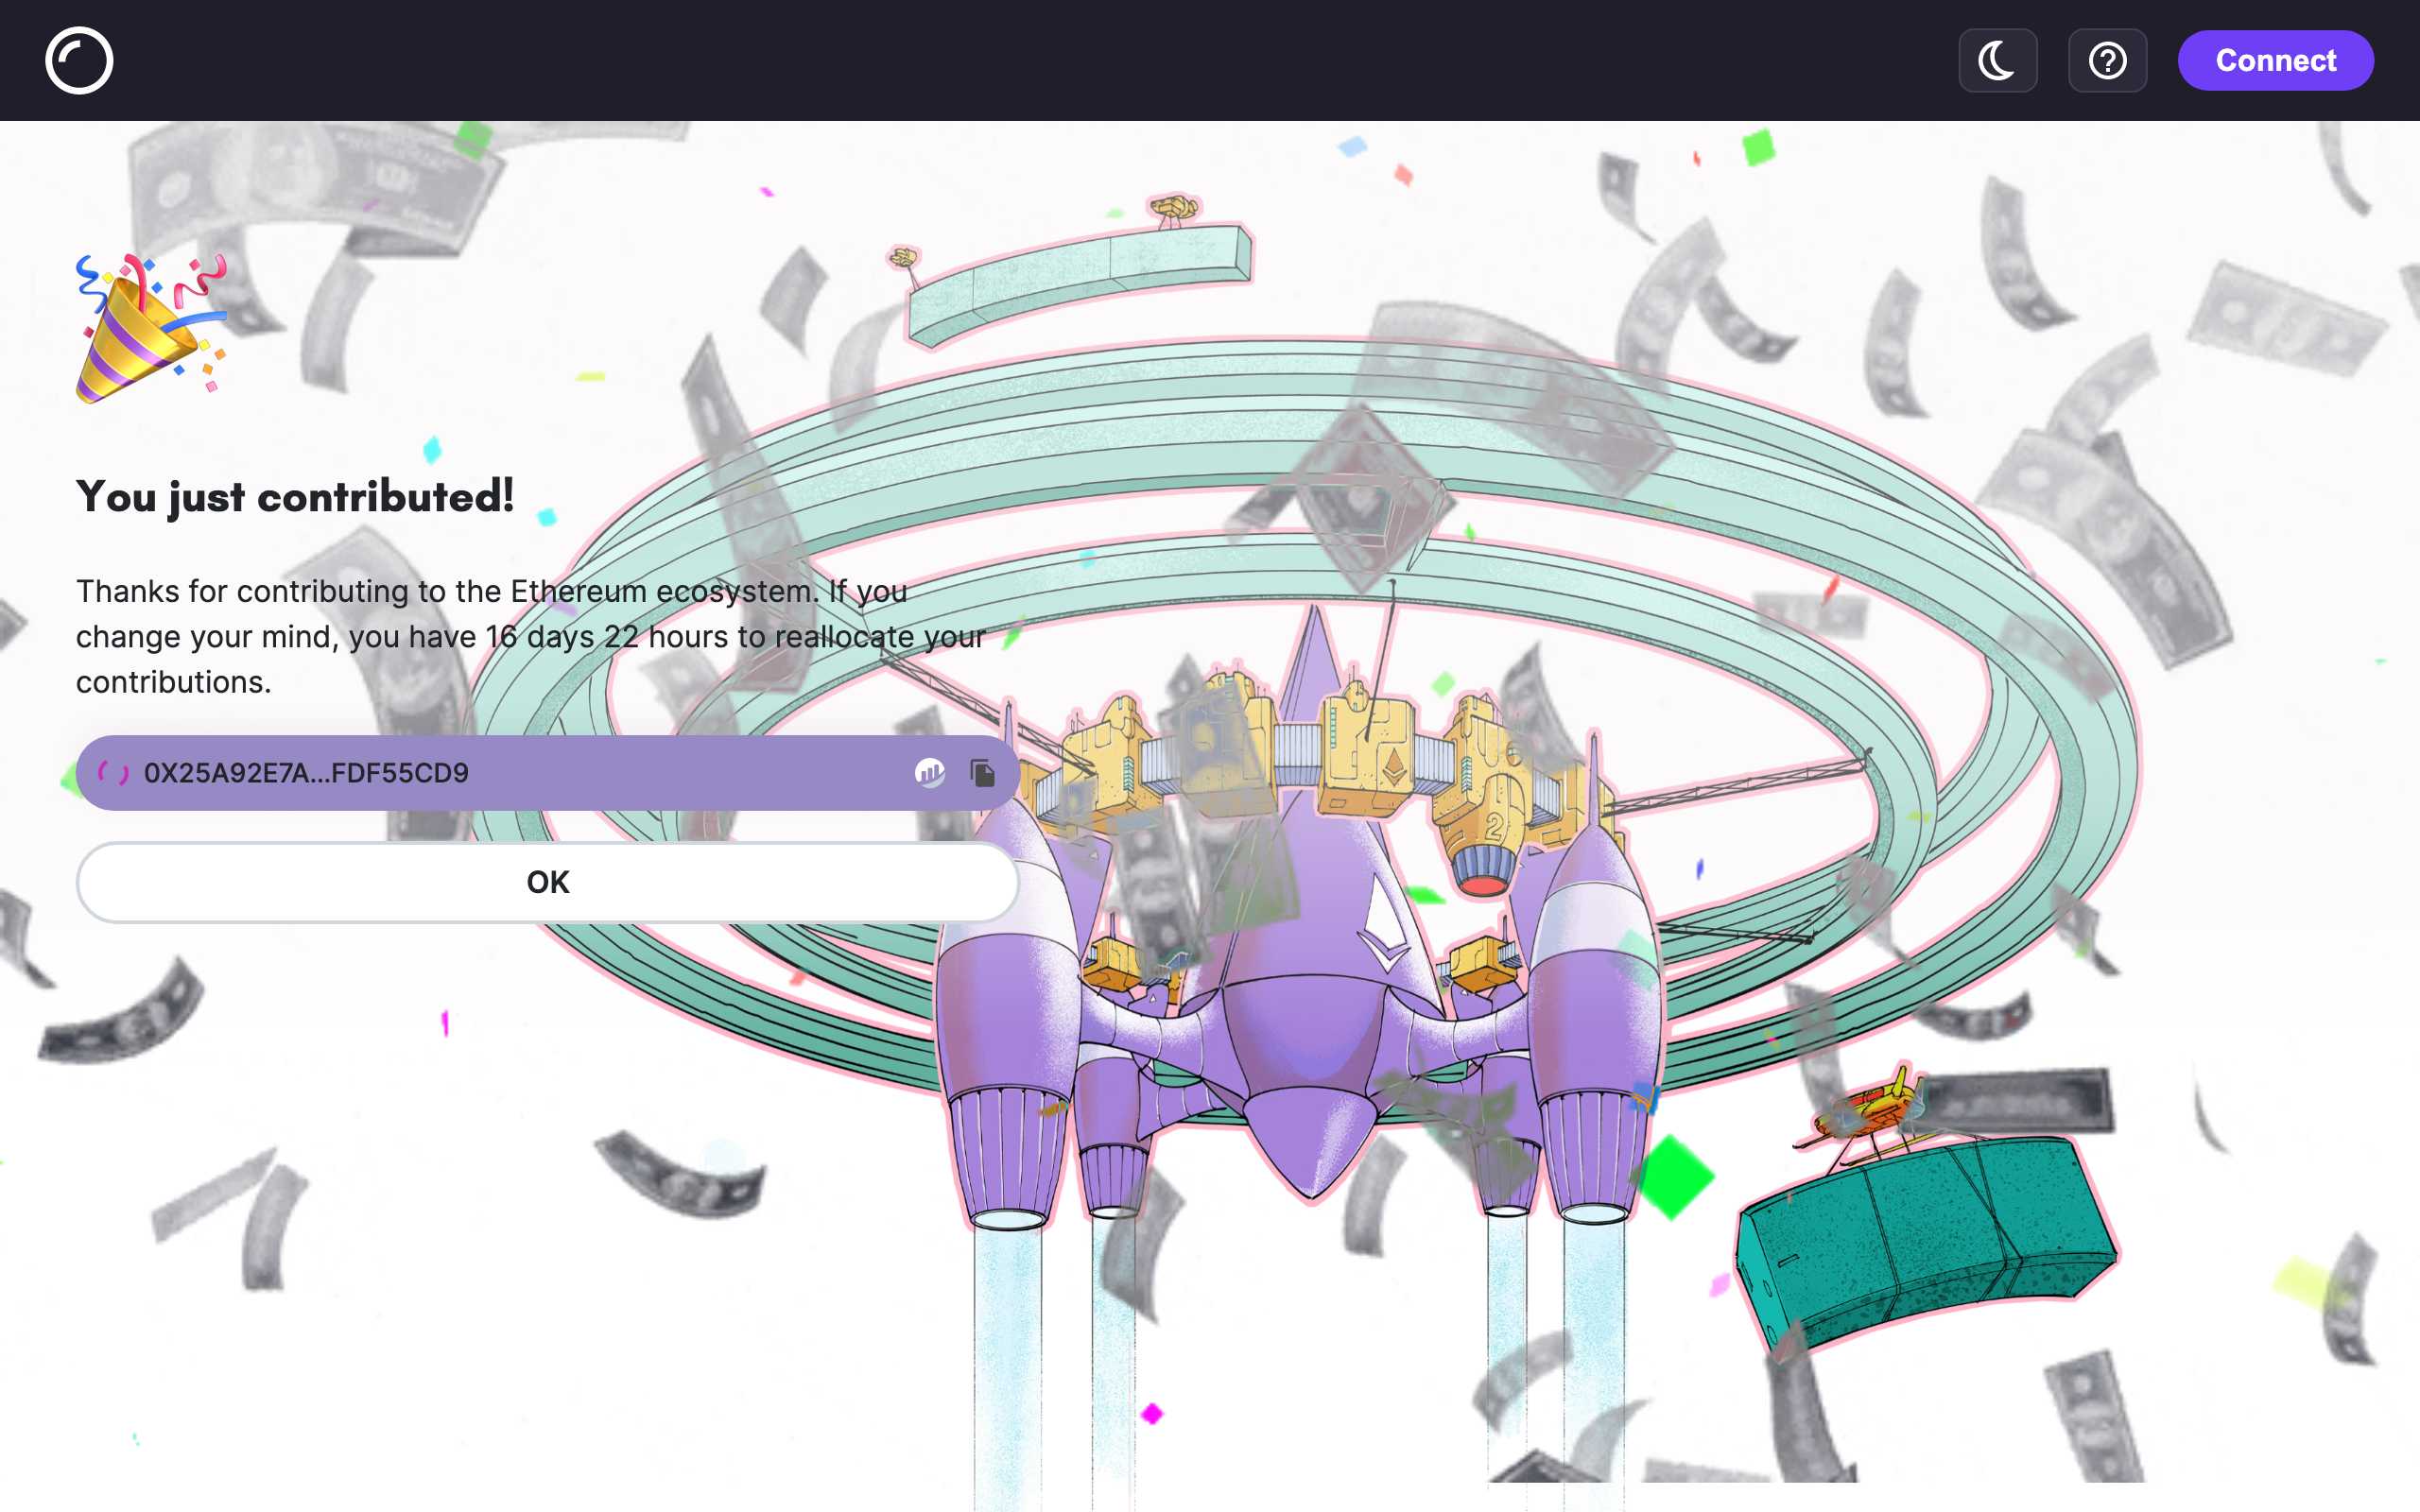 Connect
You just contributed!
Thanks for contributing to the Ethereum ecosystem. If you
change your mind, you have 16 days 22 hours to reallocate your
contributions.
0X25A92E7A...FDF55CD9
OK
2